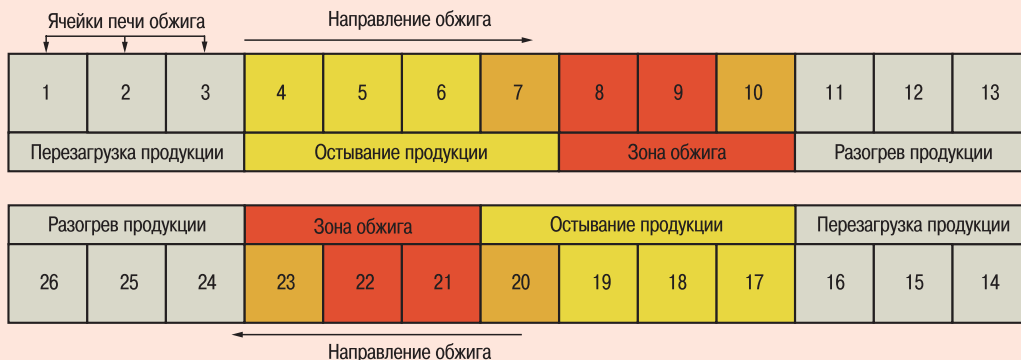 Ячейки печи обжига
Направление обжига
1 2 3 4 5 6 7 8 9 10 11 12 13
Перезагрузка продукции Остывание продукции Зона обжига Разогрев продукции
Разогрев продукции Зона обжига Остывание продукции Перезагрузка продукции
26 25 24 23 22 21 20 19 18 17 16 15 14
Направление обжига